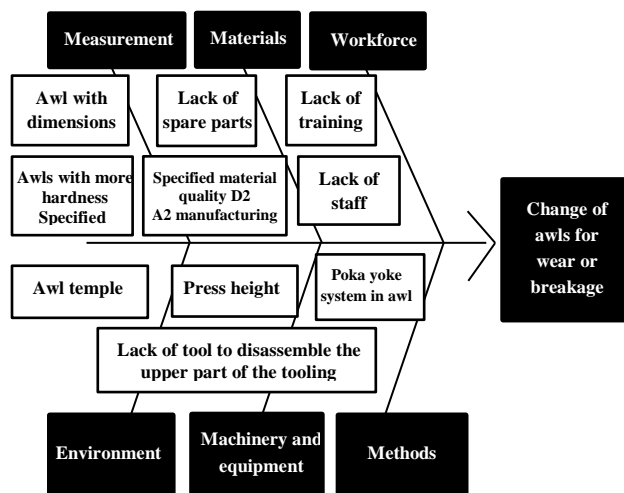 Measurement
Materials
Workforce
Awl with
dimensions
Lack of
spare parts
Lack of
training
Awls with more
hardness
Specified
Specified material
quality D2
A2 manufacturing
Lack of
staff
Change of
awls for
wear or
breakage
Awl temple
Press height
Poka yoke
system in awl
Lack of tool to disassemble the
upper part of the tooling
Environment
Machinery and
equipment
Methods